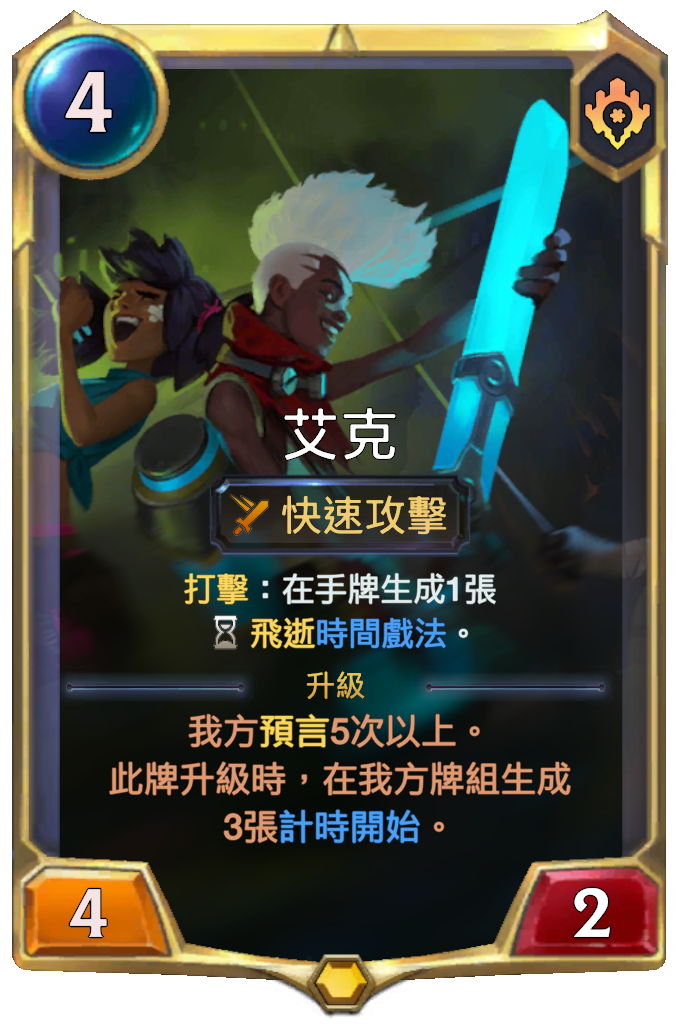 4
艾克
快速攻擊
打擊：在手牌生成1張
飛逝時間戲法。
升級
我方預言5次以上。
此牌升級時，在我方牌組生成
3張計時開始。
4
2